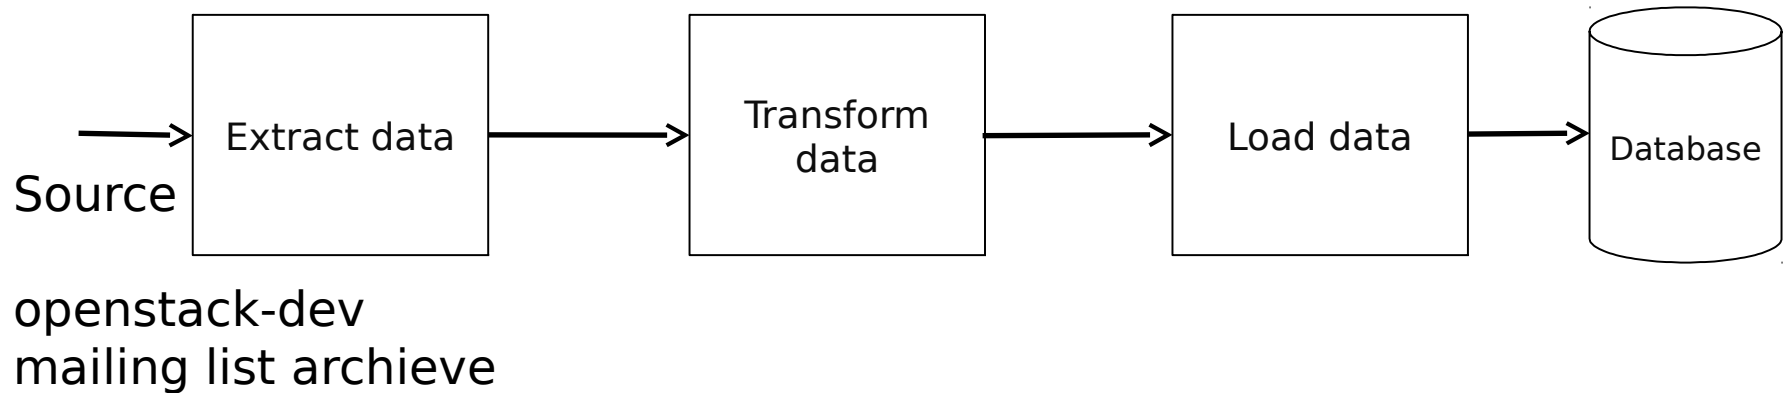 Extract data
Transform
data
Load data
Database
Source
openstack-dev
mailing list archieve